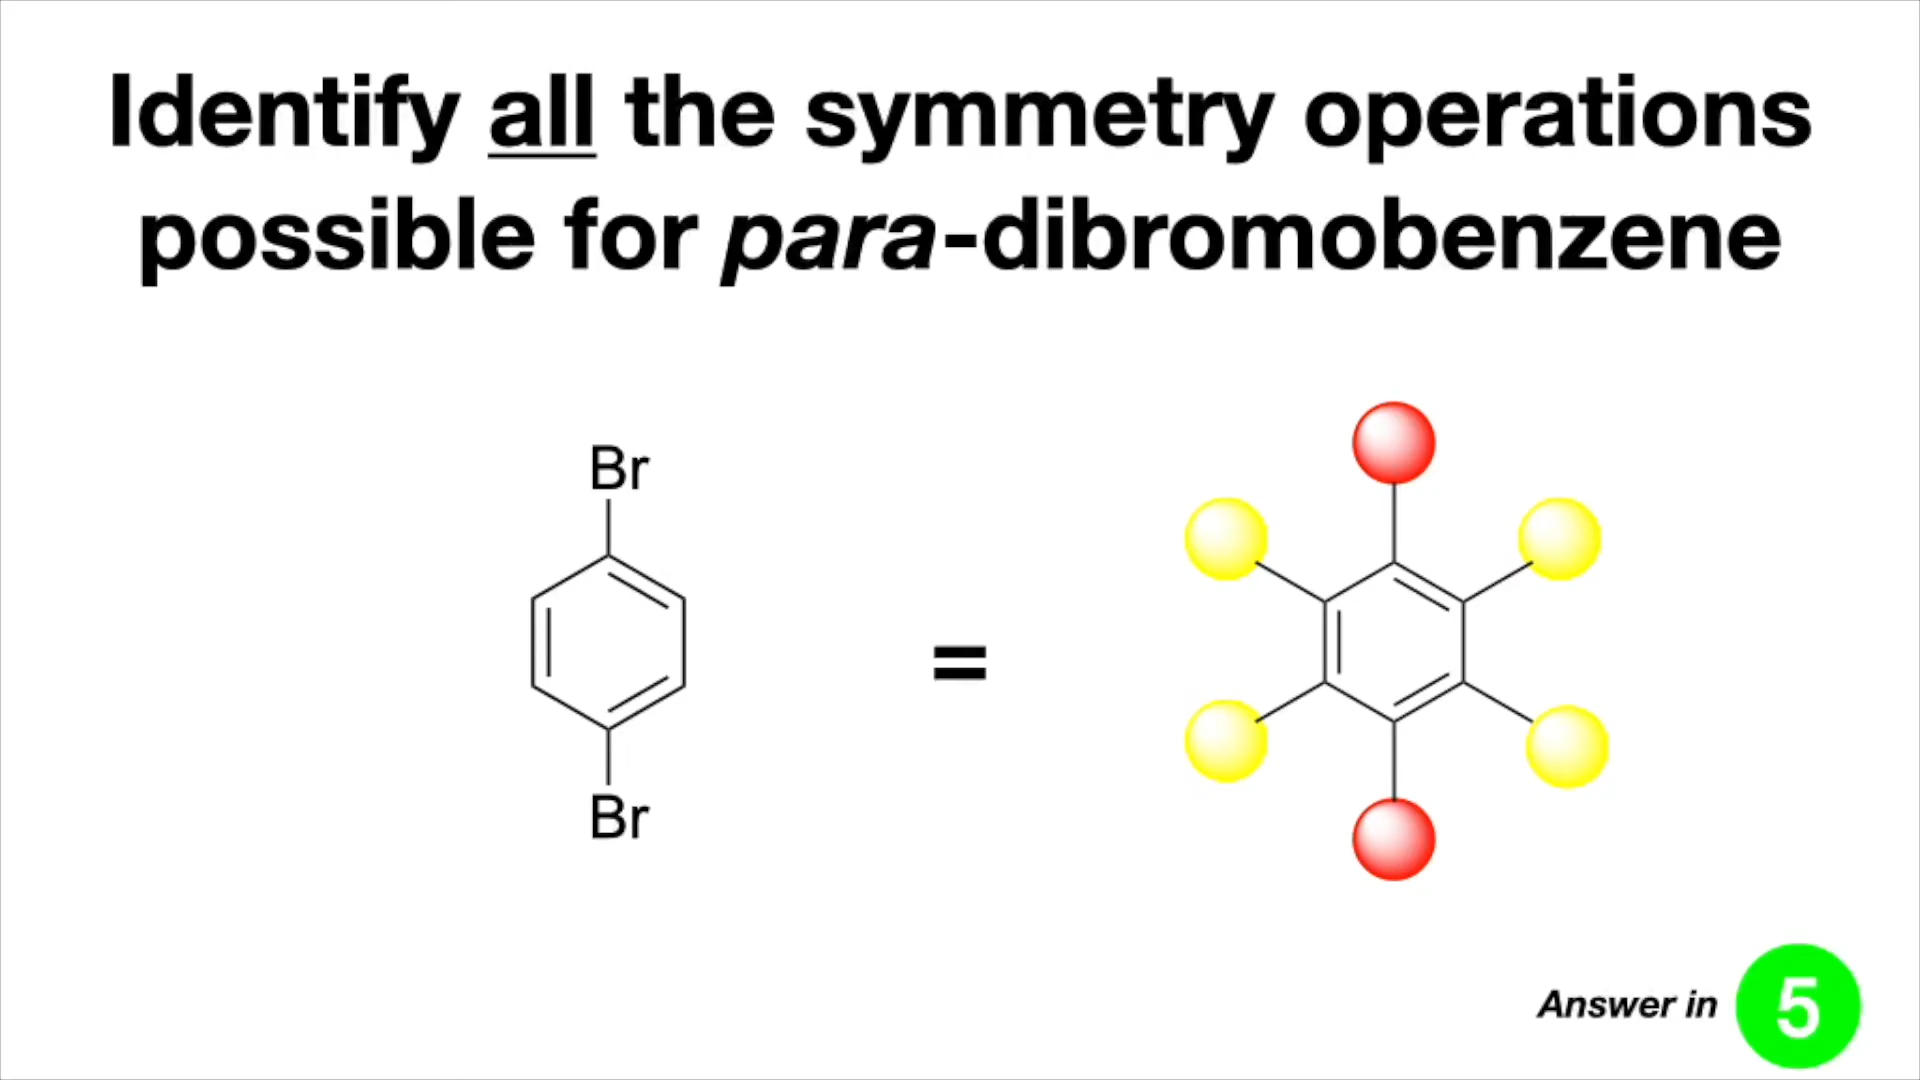 Identify all the symmetry operations
possible for para-dibromobenzene
Br
=
Br
Answer in 5